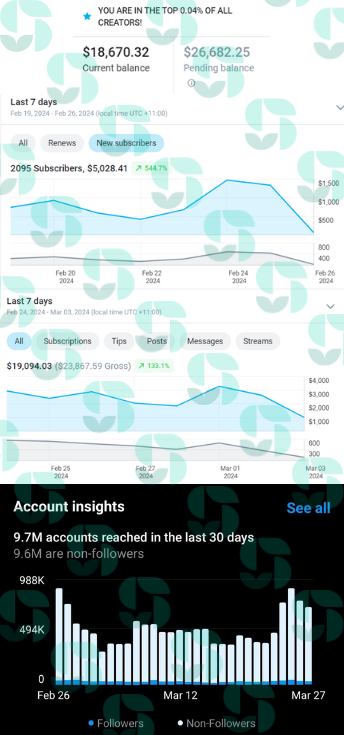 YOU ARE IN THE TOP 0.04% OF ALL
CREATORS!
$18,670.32 $26,682.25
Current balance Pending balance
Last 7 days
Feb 19, 2024 - Feb 26, 2024 (local time UTC +11:00)
All Renews New subscribers
2095 Subscribers, $5,028.41 544.7%
$1,500
$1,000
$500
800
400
Feb 20 Feb 22 Feb 24 Feb 26
2024 2024 2024 2024
Last 7 days
Feb 24, 2024 - Mar 03, 2024 (local time UTC +11:00)
All Subscriptions Tips Posts Messages Streams
$19,094.03 ($23,867.59 Gross) 133.1%
$4,000
$3,000
$2,000
$1,000
600
300
Feb 25 Feb 27 Mar 01 Mar 03
2024 2024 2024 2024
Account insights See all
9.7M accounts reached in the last 30 days
9.6M are non-followers
988K
494K
0
Feb 26 Mar 12 Mar 27
Followers Non-Followers